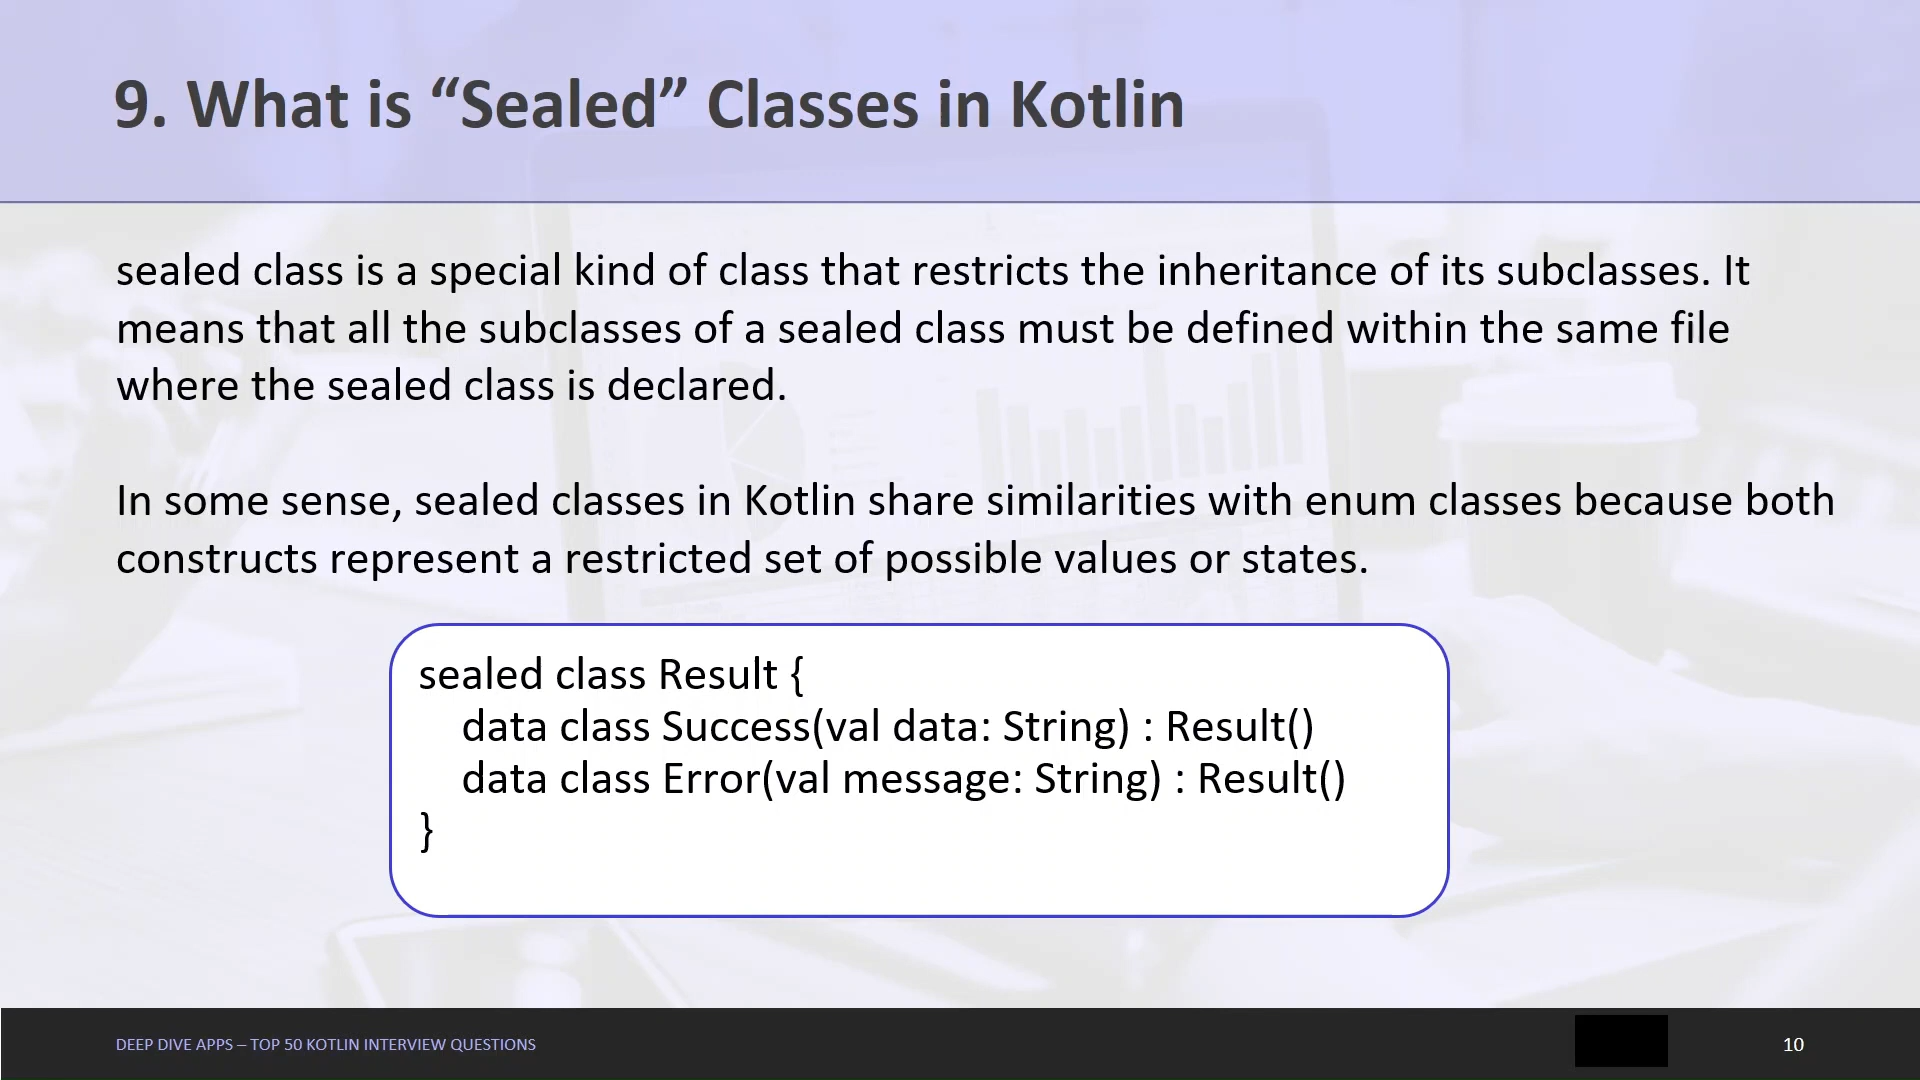 9. What is “Sealed” Classes in Kotlin
sealed class is a special kind of class that restricts the inheritance of its subclasses. It
means that all the subclasses of a sealed class must be defined within the same file
where the sealed class is declared.
In some sense, sealed classes in Kotlin share similarities with enum classes because both
constructs represent a restricted set of possible values or states.
sealed class Result {
data class Success(val data: String) : Result()
data class Error(val message: String) : Result()
}
DEEP DIVE APPS – TOP 50 KOTLIN INTERVIEW QUESTIONS
10